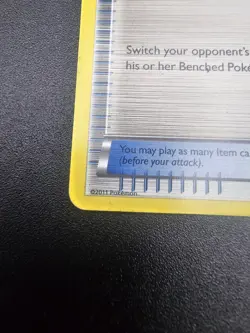 Switch your opponent's
his or her Benched Poké
You may play as many Item ca
(before your attack).
©2011 Pokémon